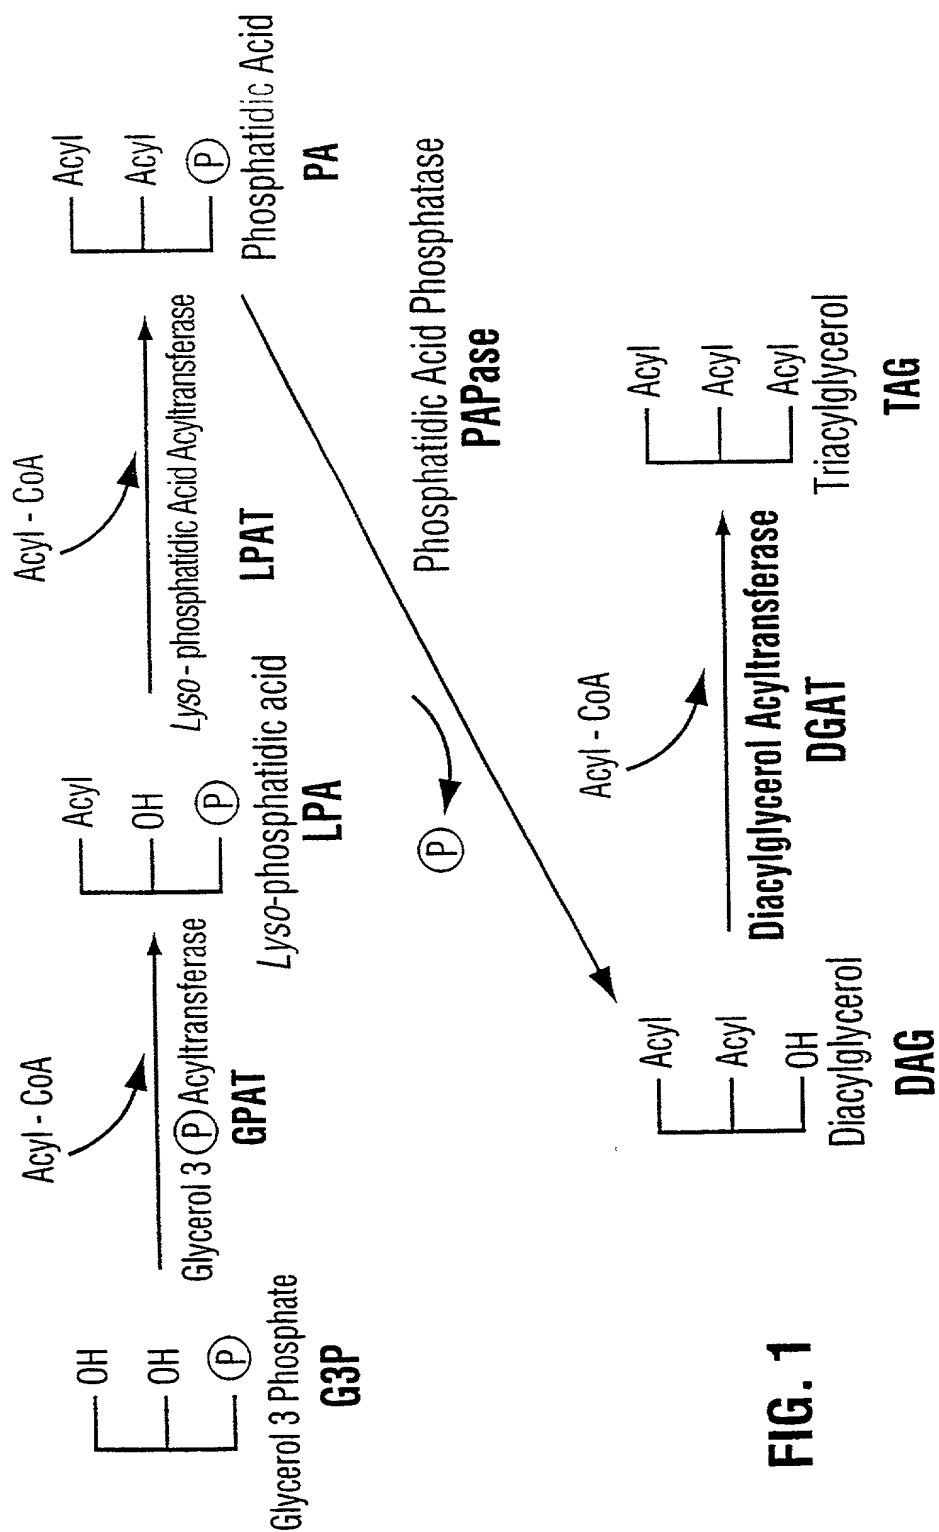 Acyl - CoA
Acyl - CoA
OH
OH
P
Glycerol 3 Phosphate
G3P
Glycerol 3 P Acyltransferase
GPAT
Acyl
OH
P
Lyso-phosphatidic acid
LPA
Lyso - phosphatidic Acid Acyltransferase
LPAT
Acyl
Acyl
P
Phosphatidic Acid
PA
P
Phosphatidic Acid Phosphatase
PAPase
Acyl
Acyl
OH
Diacylglycerol
DAG
Acyl - CoA
Diacylglycerol Acyltransferase
DGAT
Acyl
Acyl
Acyl
Triacylglycerol
TAG
FIG. 1